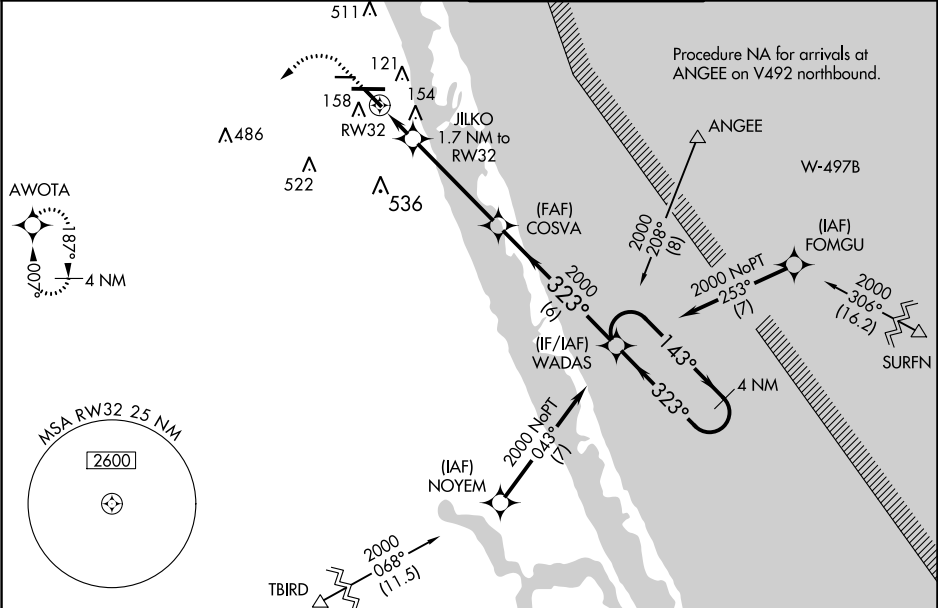 511
Procedure NA for arrivals at
ANGEE on V492 northbound.
121
158
154
RW32
JILKO
1.7 NM to
RW32
ANGEE
486
W-497B
522
536
AWOTA
187°
007°
4 NM
(FAF)
COSVA
2000
208°
(8)
(IAF)
FOMGU
2000 NoPT
253°
(7)
2000
306°
(16.2)
SURFN
2000
323°
(6)
(IF/IAF)
WADAS
143°
323°
4 NM
MSA RW32 25 NM
2600
2000 NoPT
043°
(7)
(IAF)
NOYEM
2000
068°
(11.5)
TBIRD